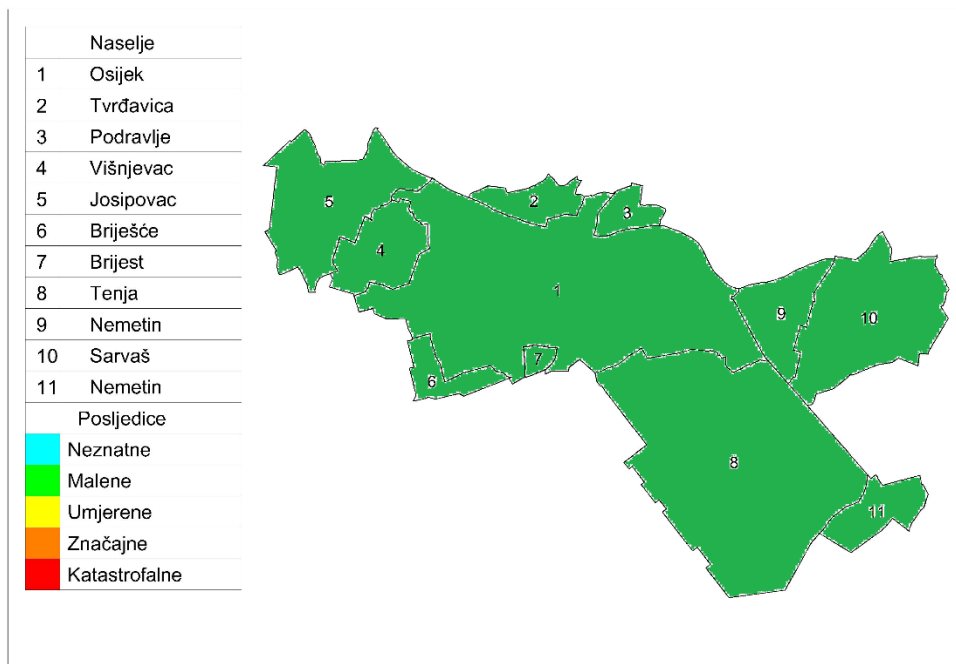 Naselje
1 Osijek
2 Tvrđavica
3 Podravlje
4 Višnjevac
5 Josipovac
6 Briješće
7 Brijest
8 Tenja
9 Nemetin
10 Sarvaš
11 Nemetin
Posljedice
Neznatne
Malene
Umjerene
Značajne
Katastrofalne
5
2
3
4
1
9
10
7
6
8
11